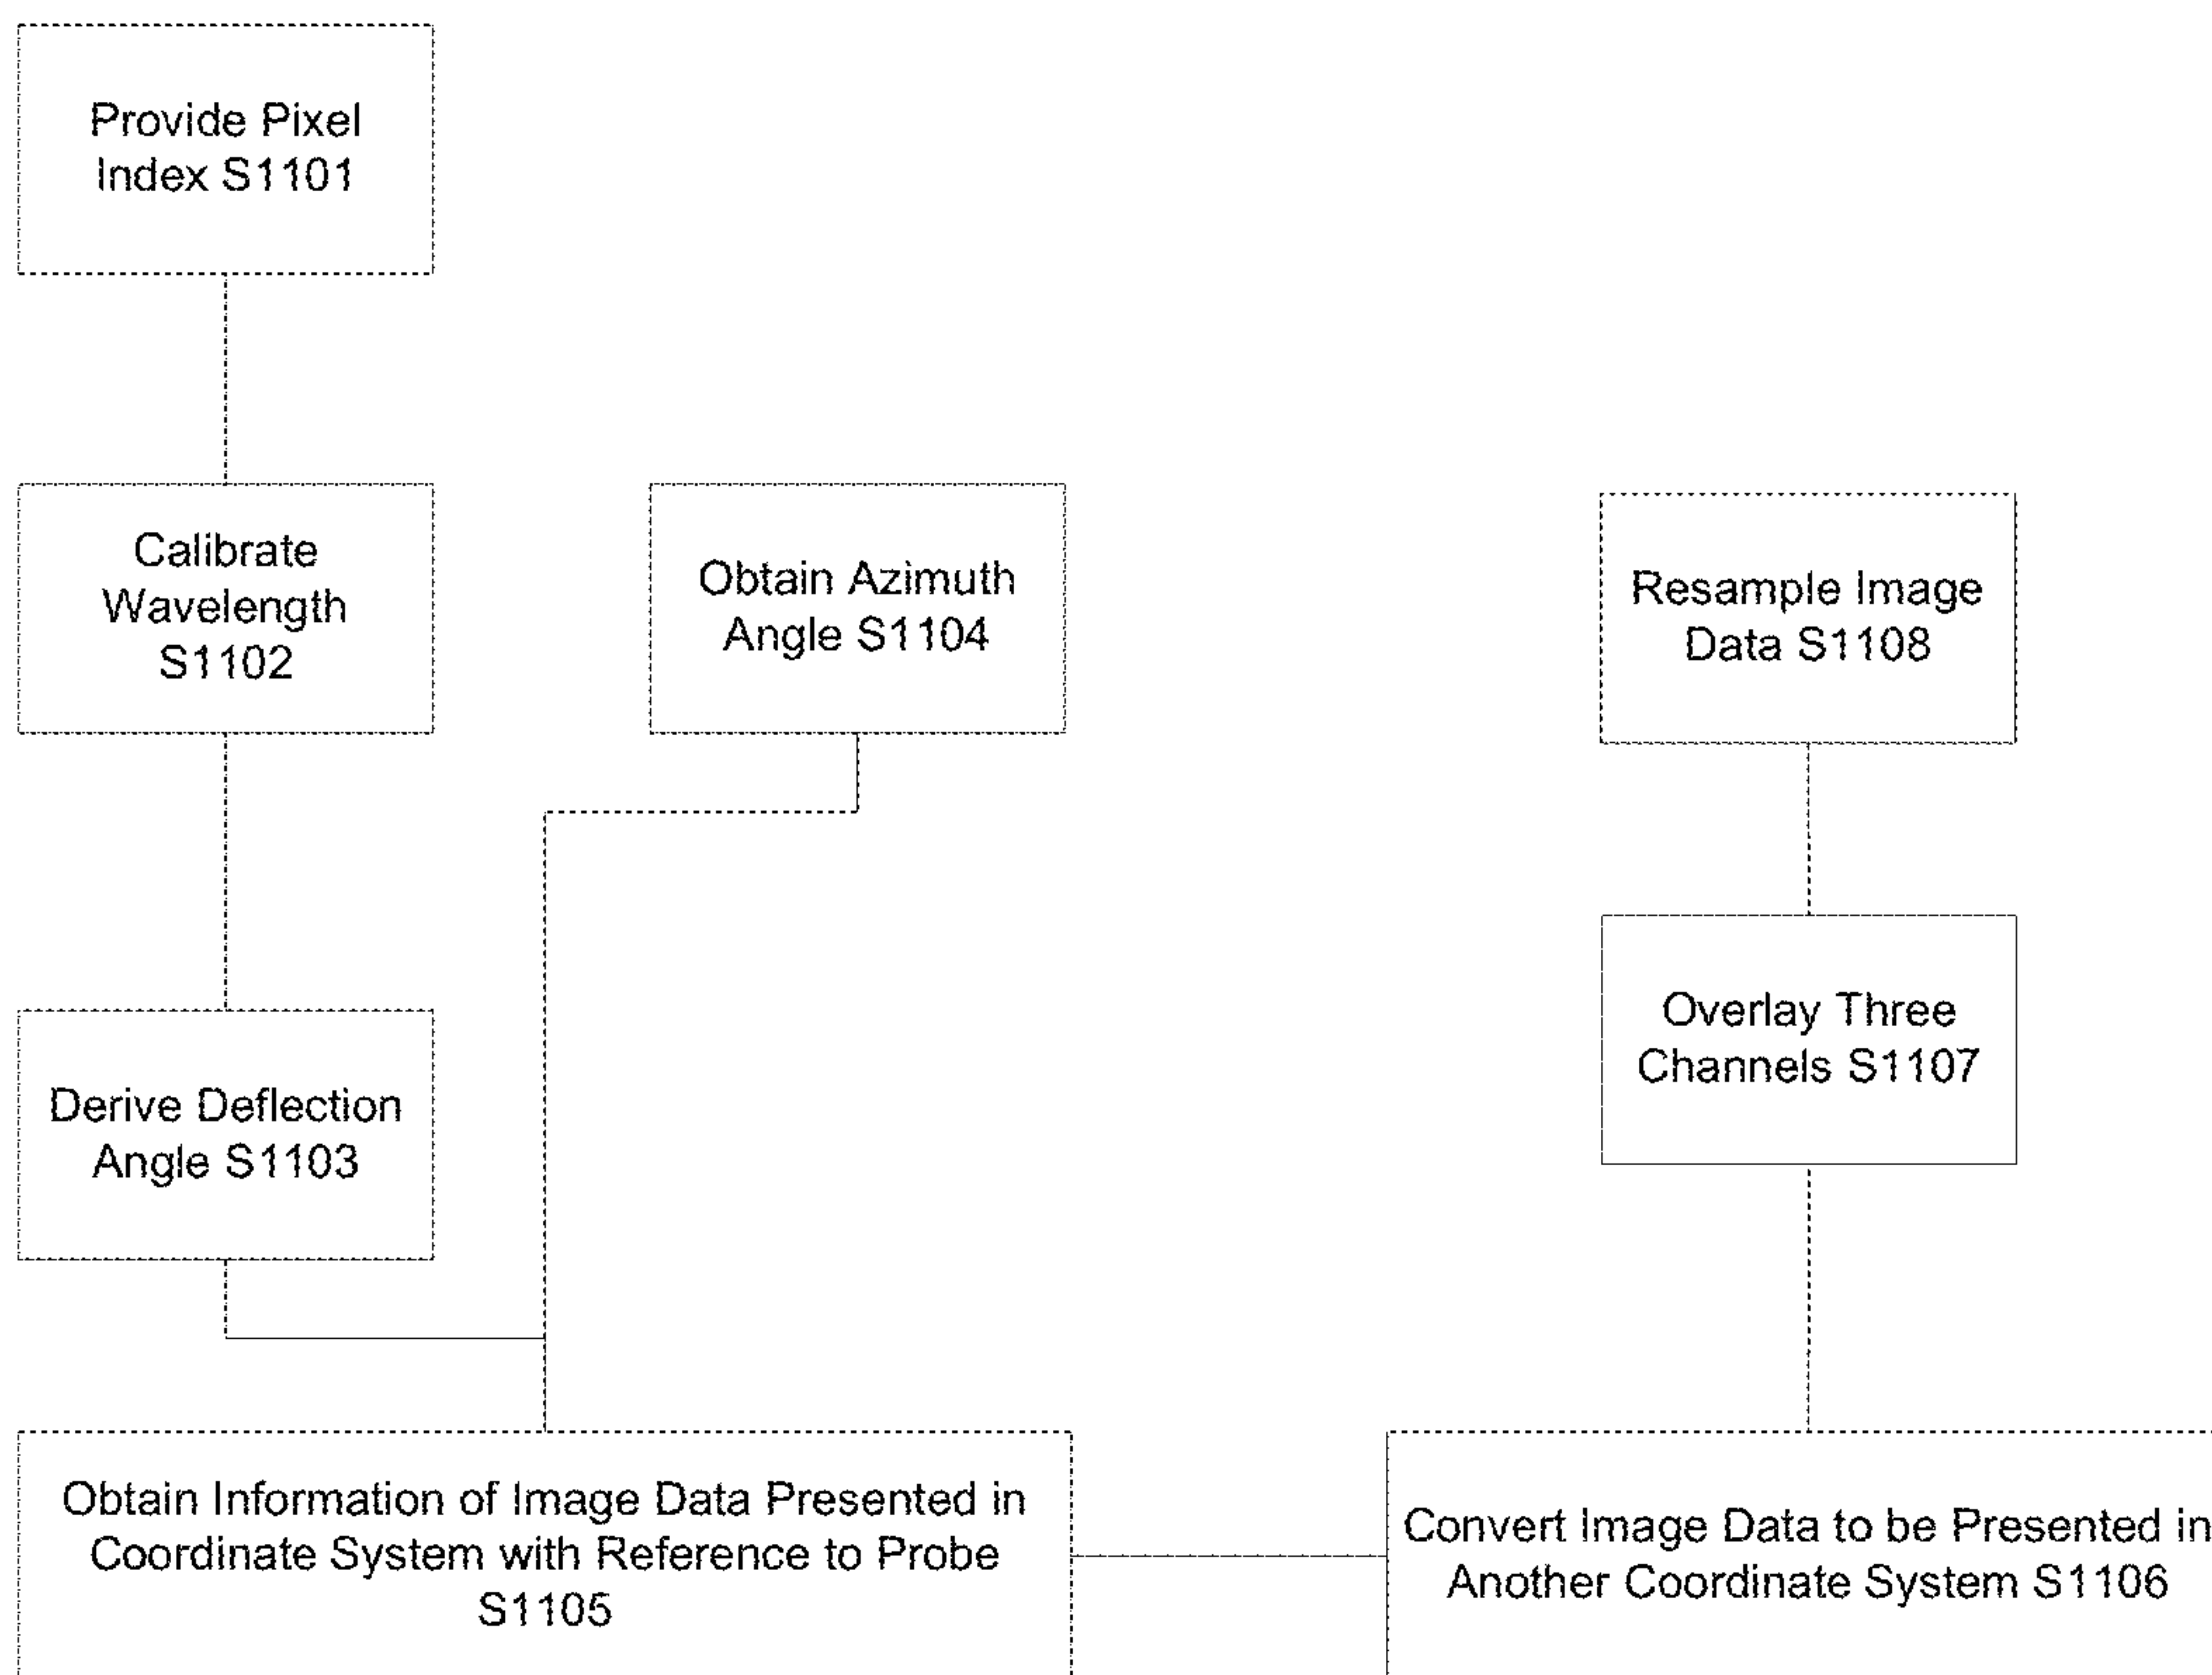 Provide Pixel
Index S1101
Calibrate
Wavelength
S1102
Obtain Azimuth
Angle S1104
Resample Image
Data S1108
Derive Deflection
Angle S1103
Overlay Three
Channels S1107
Obtain Information of Image Data Presented in
Coordinate System with Reference to Probe
S1105
Convert Image Data to be Presented in
Another Coordinate System S1106